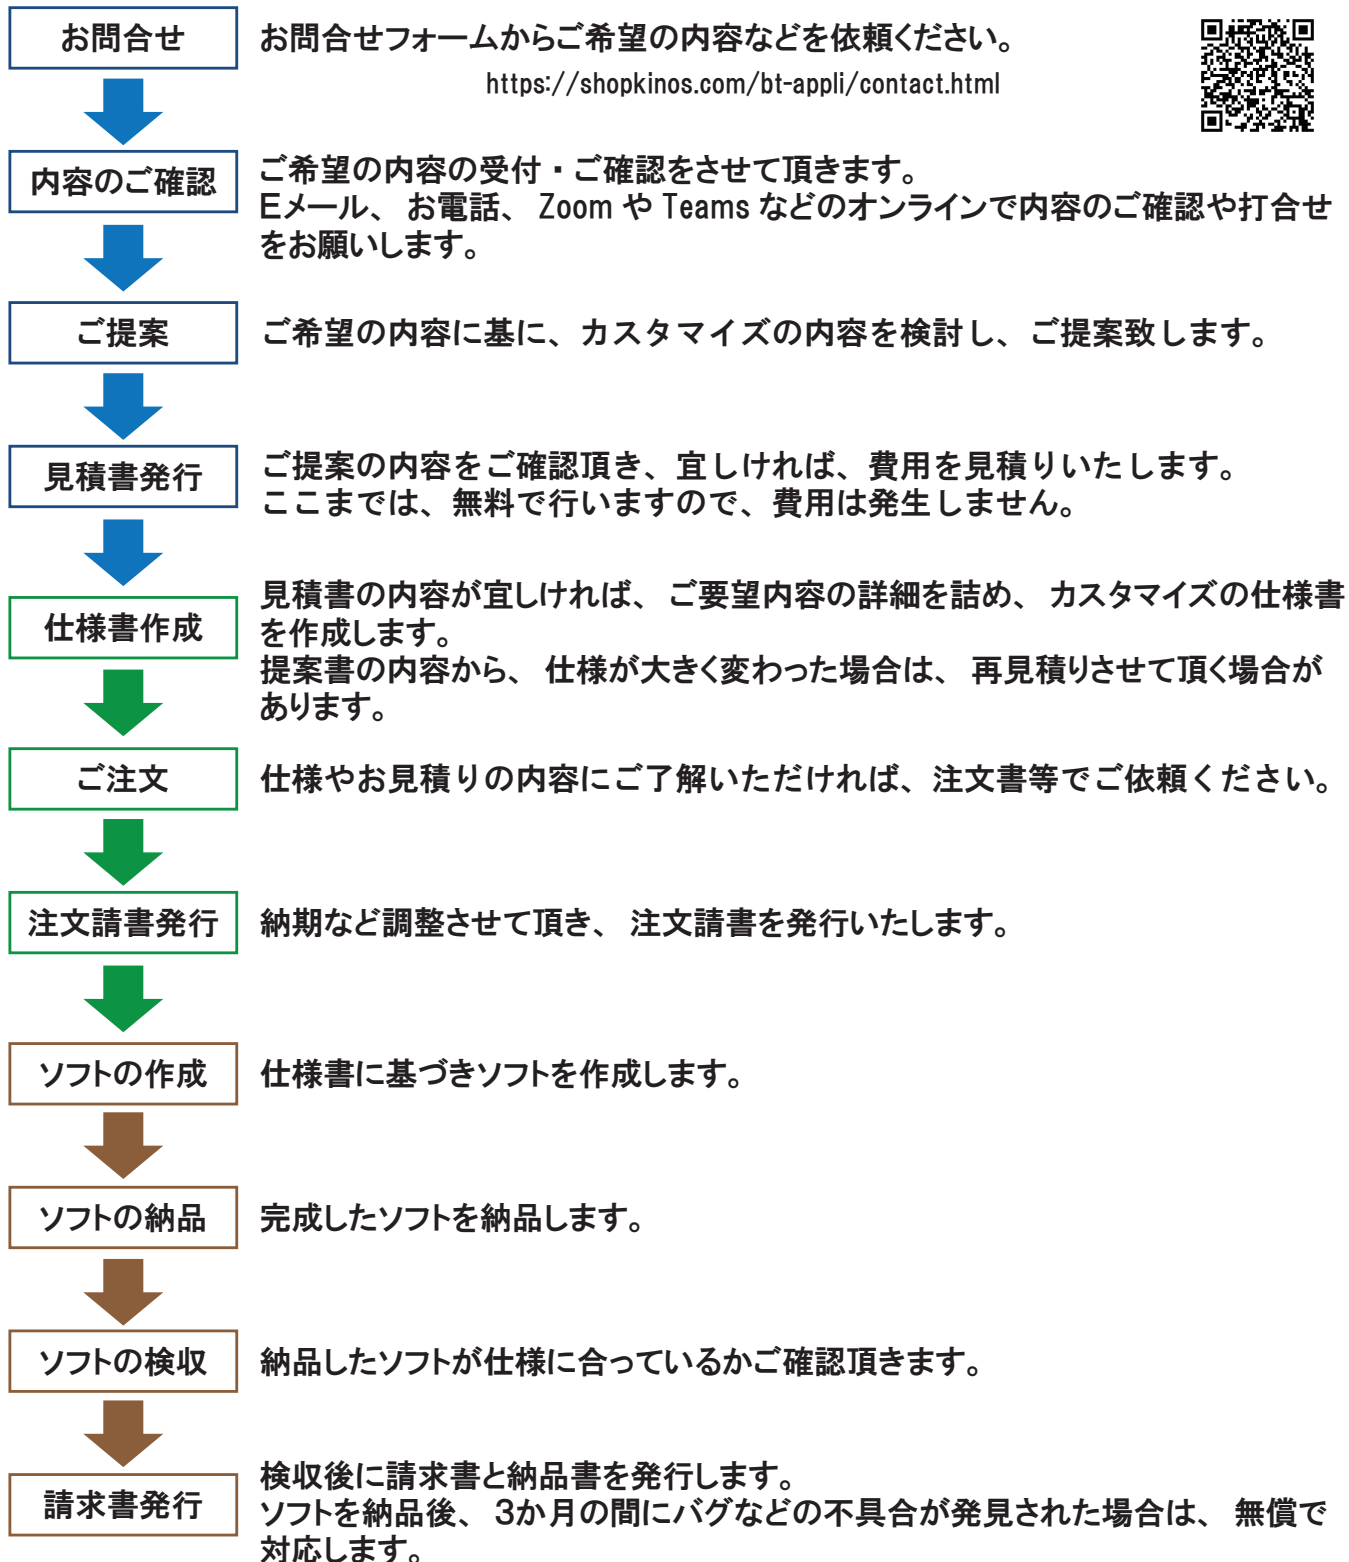 お問合せ
お問合せフォームからご希望の内容などを依頼ください。
https://shopkinos.com/bt-appli/contact.html
内容のご確認
ご希望の内容の受付・ご確認をさせて頂きます。
Eメール、お電話、Zoom や Teams などのオンラインで内容のご確認や打合せ
をお願いします。
ご提案
ご希望の内容に基に、カスタマイズの内容を検討し、ご提案致します。
見積書発行
ご提案の内容をご確認頂き、宜しければ、費用を見積りいたします。
ここまでは、無料で行いますので、費用は発生しません。
仕様書作成
見積書の内容が宜しければ、ご要望内容の詳細を詰め、カスタマイズの仕様書
を作成します。
提案書の内容から、仕様が大きく変わった場合は、再見積りさせて頂く場合が
あります。
ご注文
仕様やお見積りの内容にご了解いただければ、注文書等でご依頼ください。
注文請書発行
納期など調整させて頂き、注文請書を発行いたします。
ソフトの作成
仕様書に基づきソフトを作成します。
ソフトの納品
完成したソフトを納品します。
ソフトの検収
納品したソフトが仕様に合っているかご確認頂きます。
請求書発行
検収後に請求書と納品書を発行します。
ソフトを納品後、3か月の間にバグなどの不具合が発見された場合は、無償で
対応します。